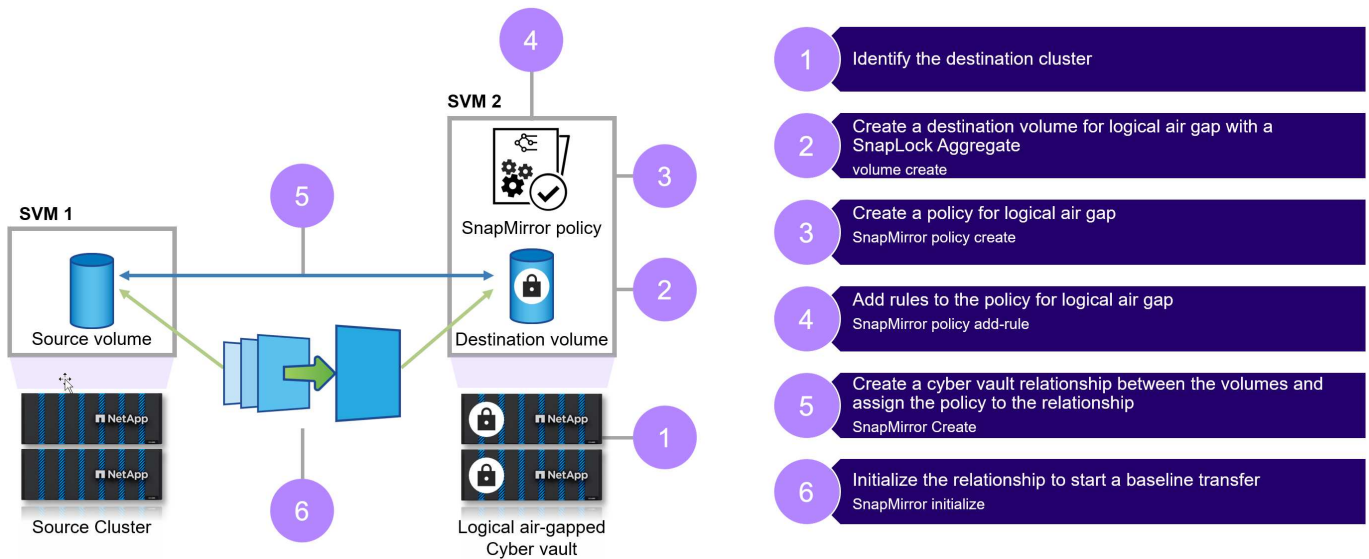 4
SVM 2
3
SnapMirror policy
5
SVM 1
2
Source volume
Destination volume
NetApp
NetApp
NetApp
NetApp
1
6
Source Cluster
Logical air-gapped
Cyber vault
1
Identify the destination cluster
2
Create a destination volume for logical air gap with a
SnapLock Aggregate
volume create
3
Create a policy for logical air gap
SnapMirror policy create
4
Add rules to the policy for logical air gap
SnapMirror policy add-rule
5
Create a cyber vault relationship between the volumes and
assign the policy to the relationship
SnapMirror Create
6
Initialize the relationship to start a baseline transfer
SnapMirror initialize